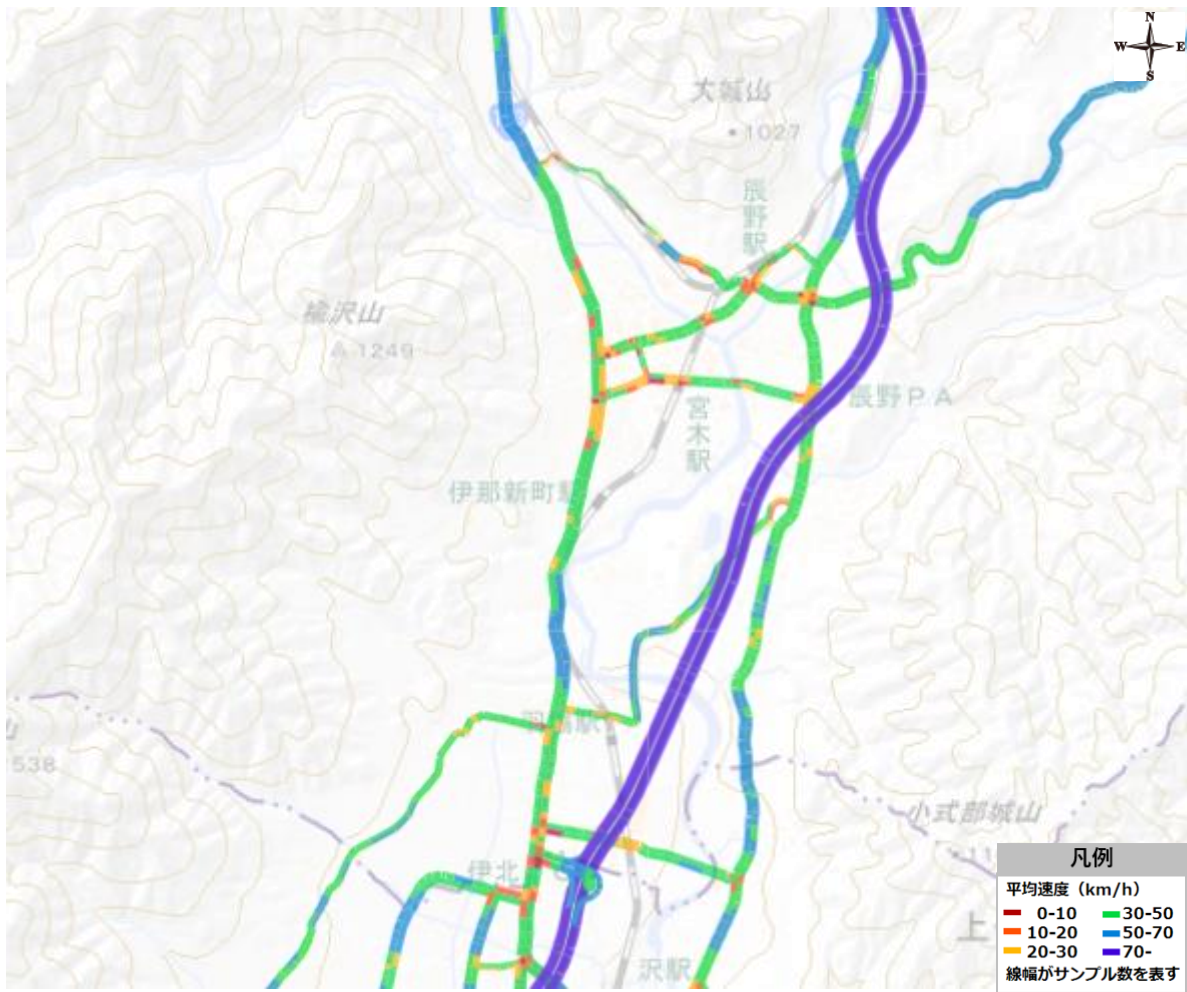 N
W E
S
大城山
1027
辰野駅
楡沢山
1249
辰野P.A
宮木駅
伊那新町
538
小式部城山
伊北
上
沢駅
凡例
平均速度（km/h）
0-10 30-50
10-20 50-70
20-30 70-
線幅がサンプル数を表す